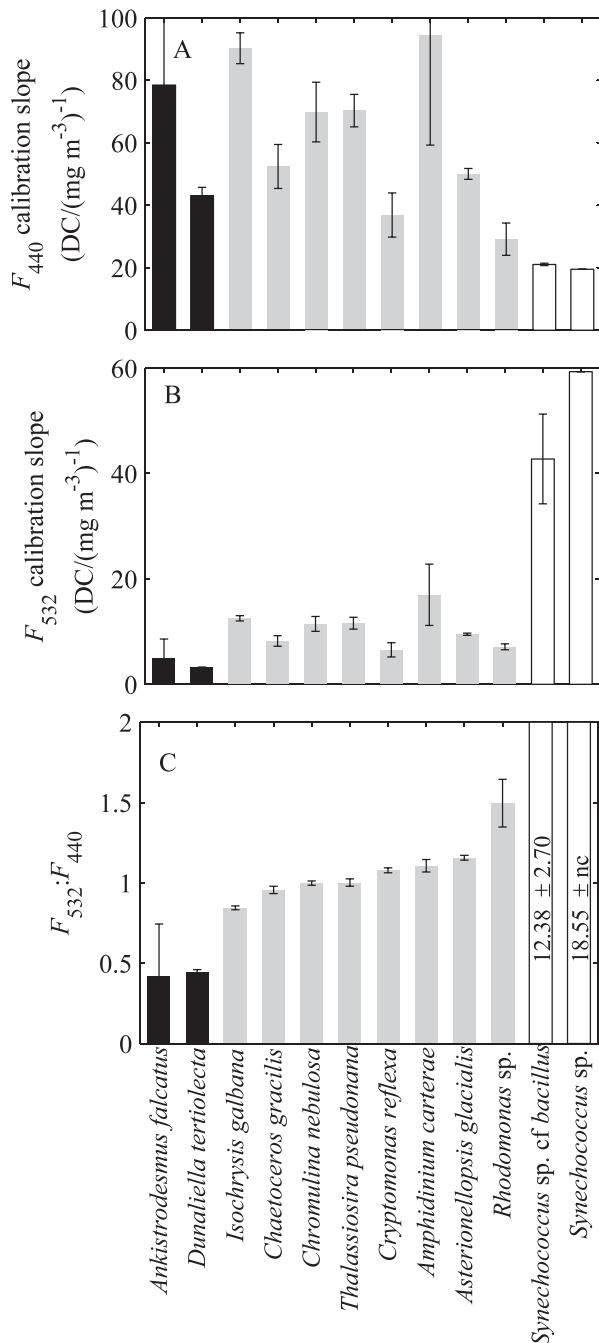 A
100
80
60
40
20
0
F440 calibration slope
(DC/(mg m-3)-1)
B
60
40
20
0
F532 calibration slope
(DC/(mg m-3)-1)
C
2
1.5
1
0.5
0
F532:F440
12.38 ± 2.70
18.55 ± nc
Ankistrodesmus falcatus
Dunaliella tertiolecta
Isochrysis galbana
Chaetoceros gracilis
Chromulina nebulosa
Thalassiosira pseudonana
Cryptomonas reflexa
Amphidinium carterae
Asterionellopsis glacialis
Rhodomonas sp.
Synechococcus sp. cf bacillus
Synechococcus sp.